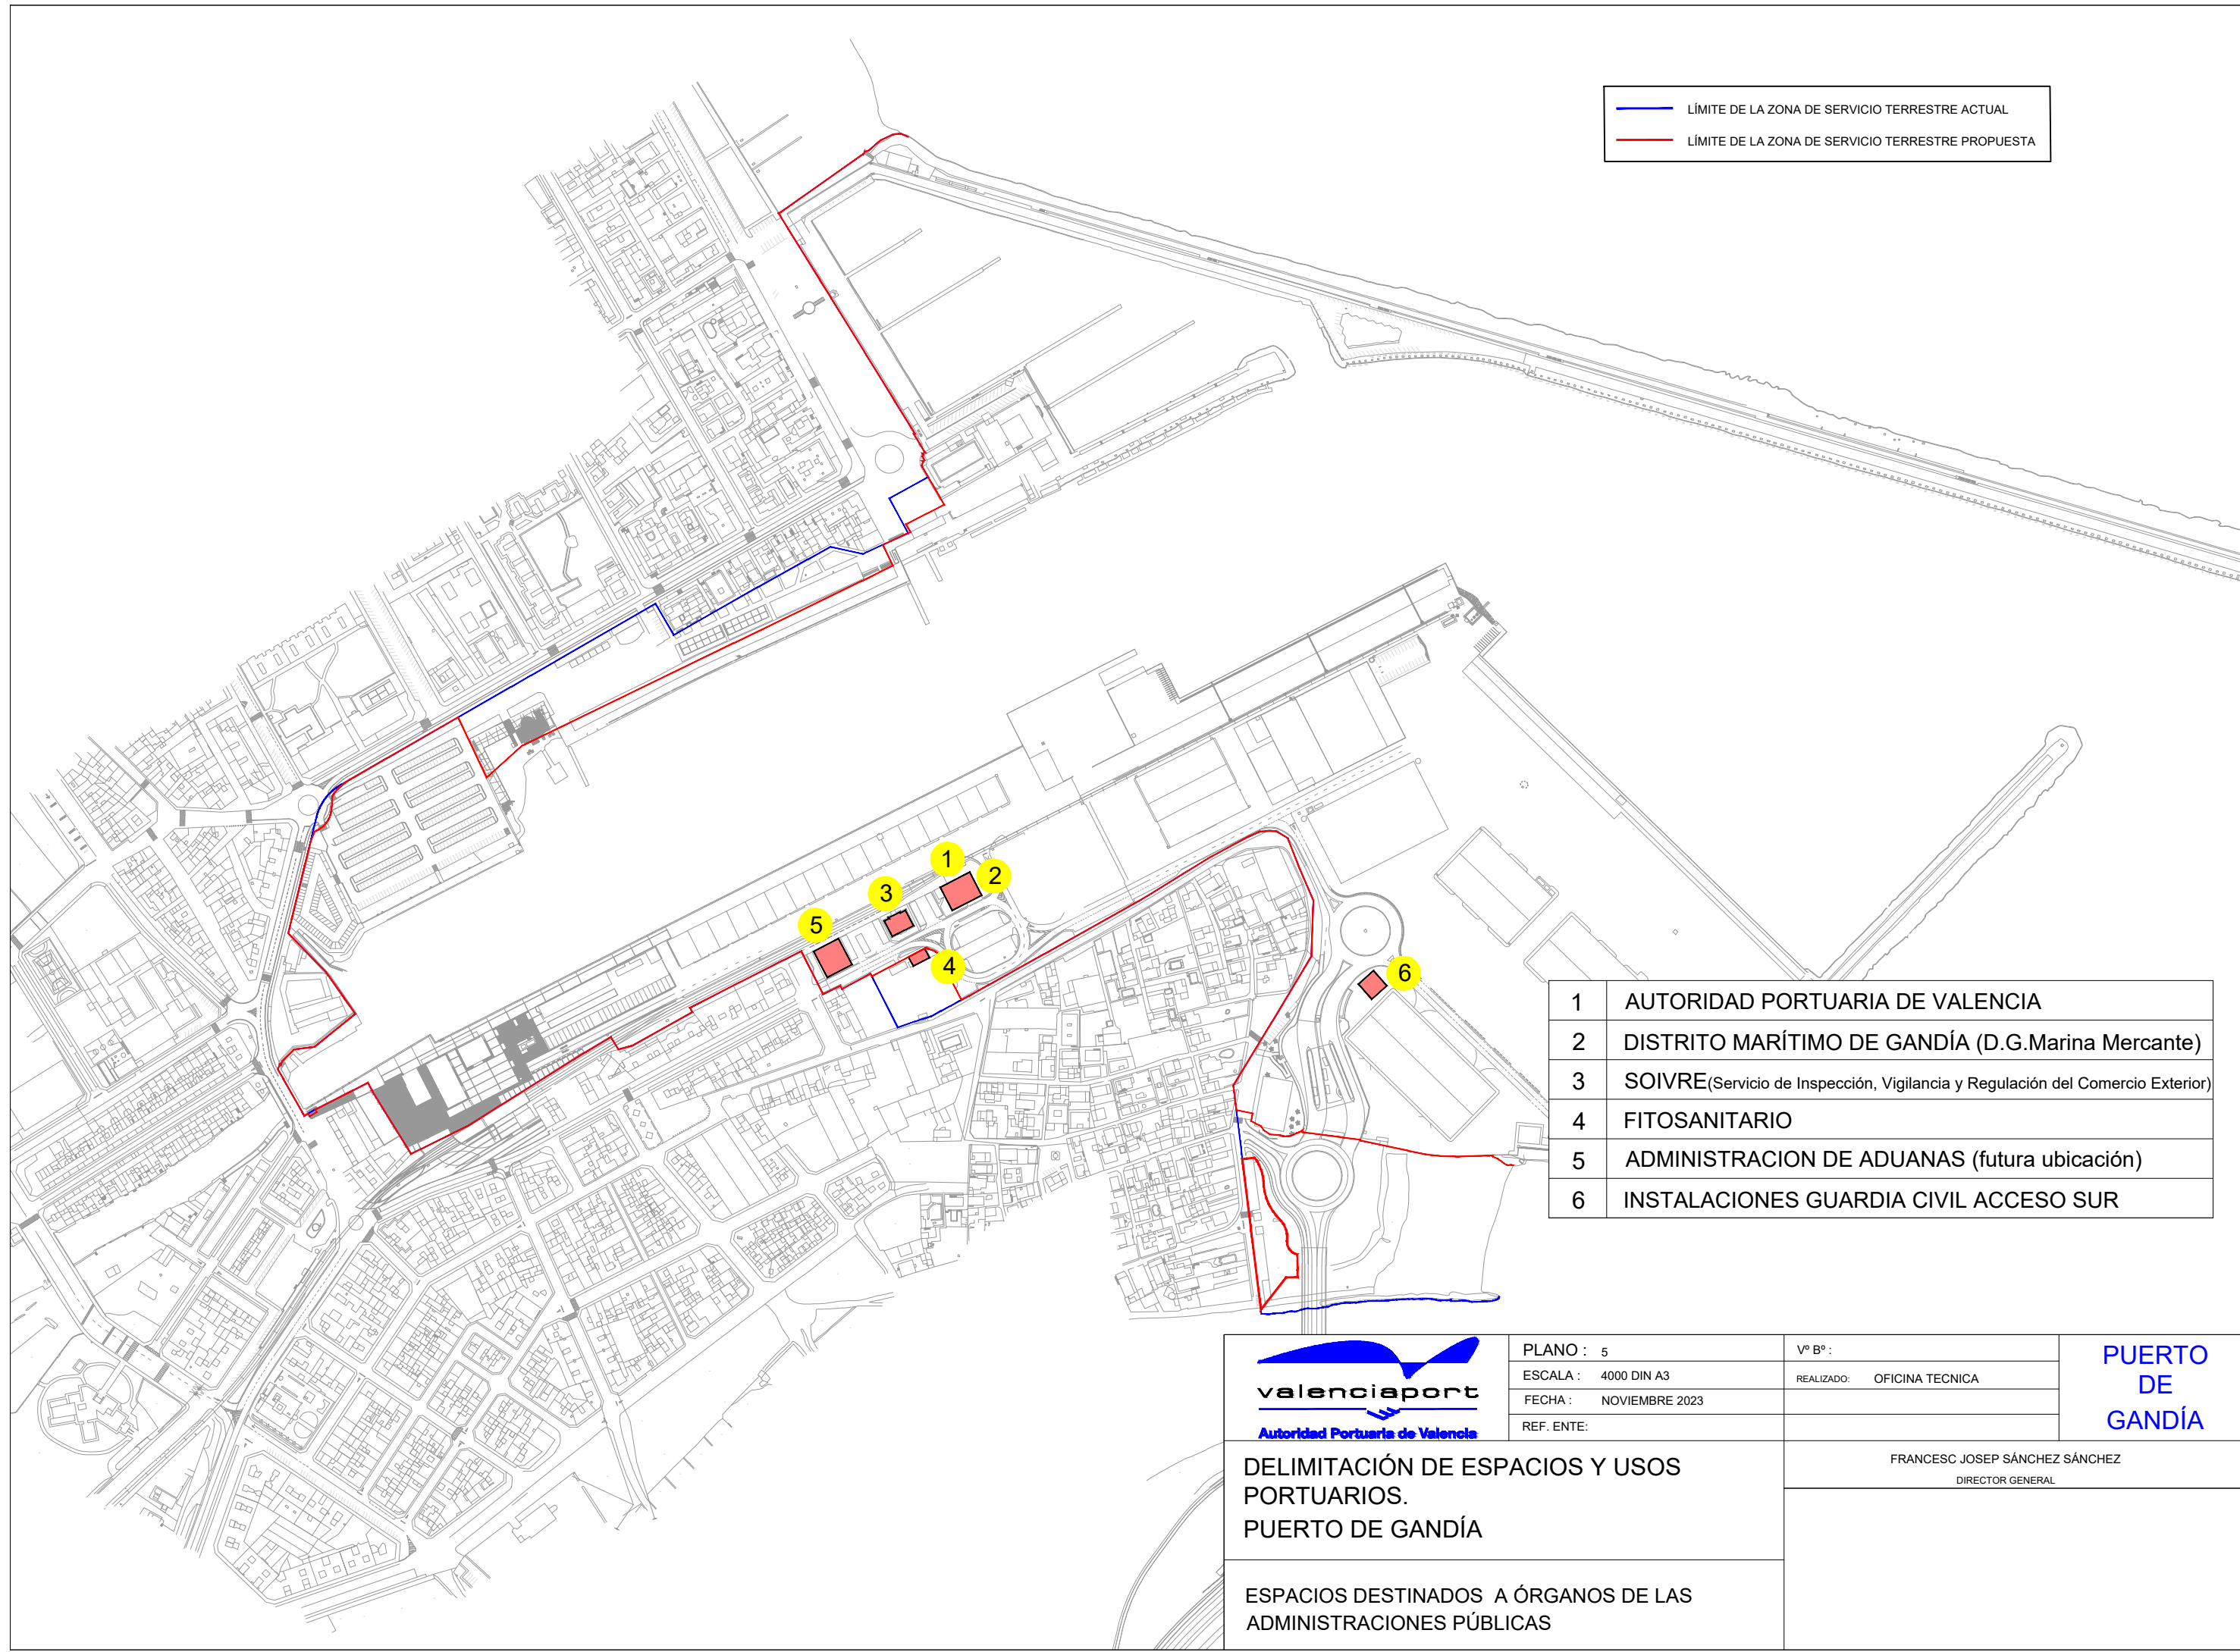 LÍMITE DE LA ZONA DE SERVICIO TERRESTRE ACTUAL
LÍMITE DE LA ZONA DE SERVICIO TERRESTRE PROPUESTA
1
2
3
5
4
6
1 AUTORIDAD PORTUARIA DE VALENCIA
2 DISTRITO MARÍTIMO DE GANDÍA (D.G.Marina Mercante)
3 SOIVRE(Servicio de Inspección, Vigilancia y Regulación del Comercio Exterior)
4 FITOSANITARIO
5 ADMINISTRACION DE ADUANAS (futura ubicación)
6 INSTALACIONES GUARDIA CIVIL ACCESO SUR
valenciaport
Autoridad Portuaria de Valencia
PLANO : 5
ESCALA : 4000 DIN A3
FECHA : NOVIEMBRE 2023
REF. ENTE:
Vº Bº :
REALIZADO: OFICINA TECNICA
PUERTO
DE
GANDÍA
DELIMITACIÓN DE ESPACIOS Y USOS
PORTUARIOS.
PUERTO DE GANDÍA
FRANCESC JOSEP SÁNCHEZ SÁNCHEZ
DIRECTOR GENERAL
ESPACIOS DESTINADOS A ÓRGANOS DE LAS
ADMINISTRACIONES PÚBLICAS